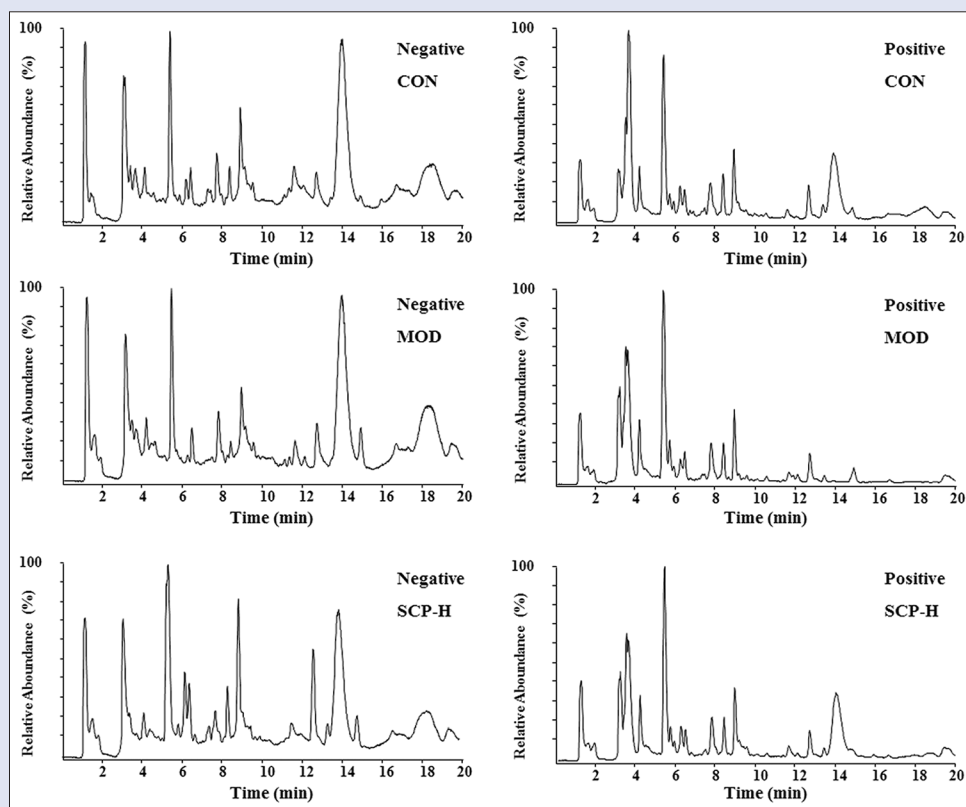 100
Negative
CON
Relative Aboundance (%)
2 4 6 8 10 12 14 16 18 20
Time (min)
100
Positive
CON
Relative Aboundance (%)
2 4 6 8 10 12 14 16 18 20
Time (min)
100
Negative
MOD
Relative Aboundance (%)
2 4 6 8 10 12 14 16 18 20
Time (min)
100
Positive
MOD
Relative Aboundance (%)
2 4 6 8 10 12 14 16 18 20
Time (min)
100
Negative
SCP-H
Relative Aboundance (%)
2 4 6 8 10 12 14 16 18 20
Time (min)
100
Positive
SCP-H
Relative Aboundance (%)
2 4 6 8 10 12 14 16 18 20
Time (min)